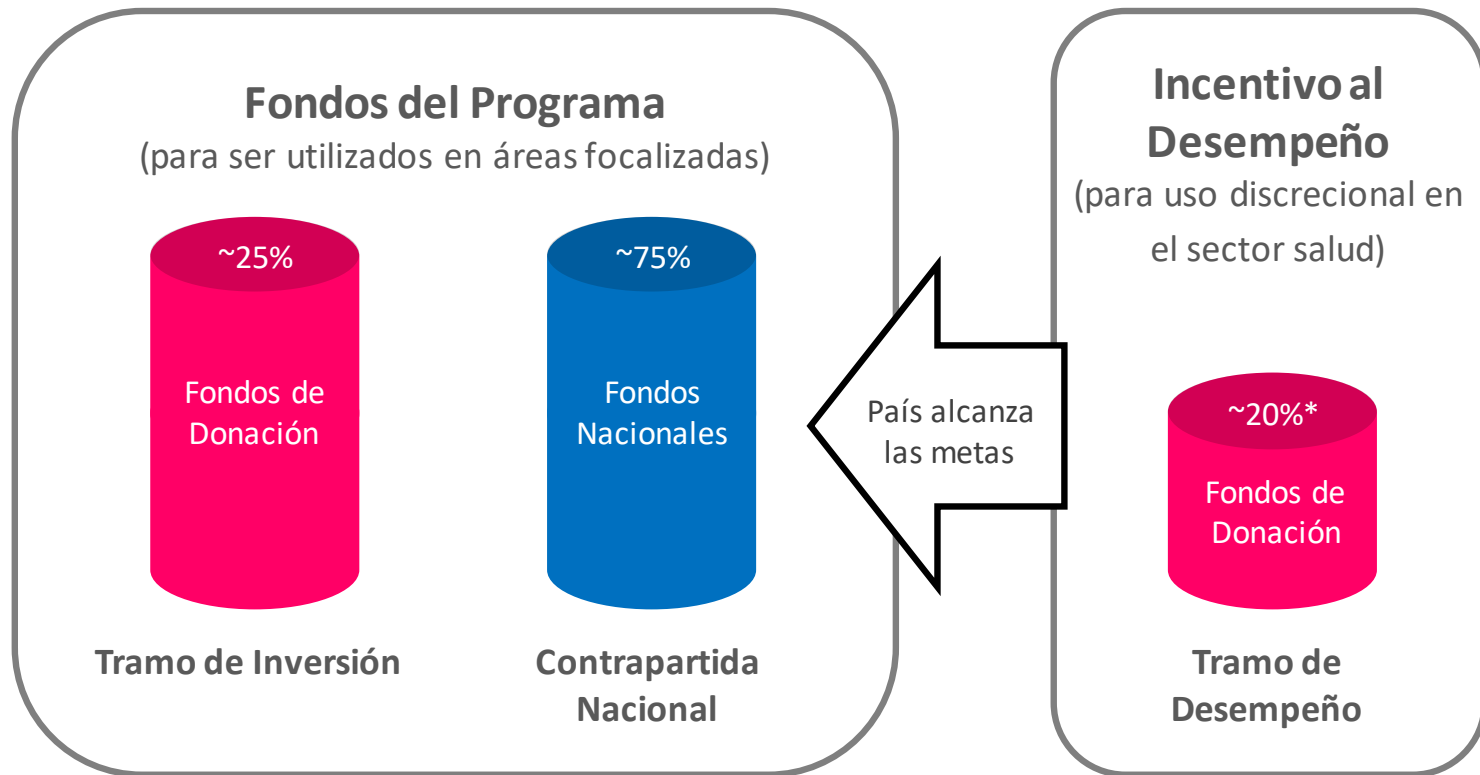 Fondos del Programa
(para ser utilizados en áreas focalizadas)
~25%
Fondos de
Donación
Tramo de Inversión
~75%
Fondos
Nacionales
Contrapartida
Nacional
País alcanza
las metas
Incentivo al
Desempeño
(para uso discrecional en
el sector salud)
~20%*
Fondos de
Donación
Tramo de
Desempeño